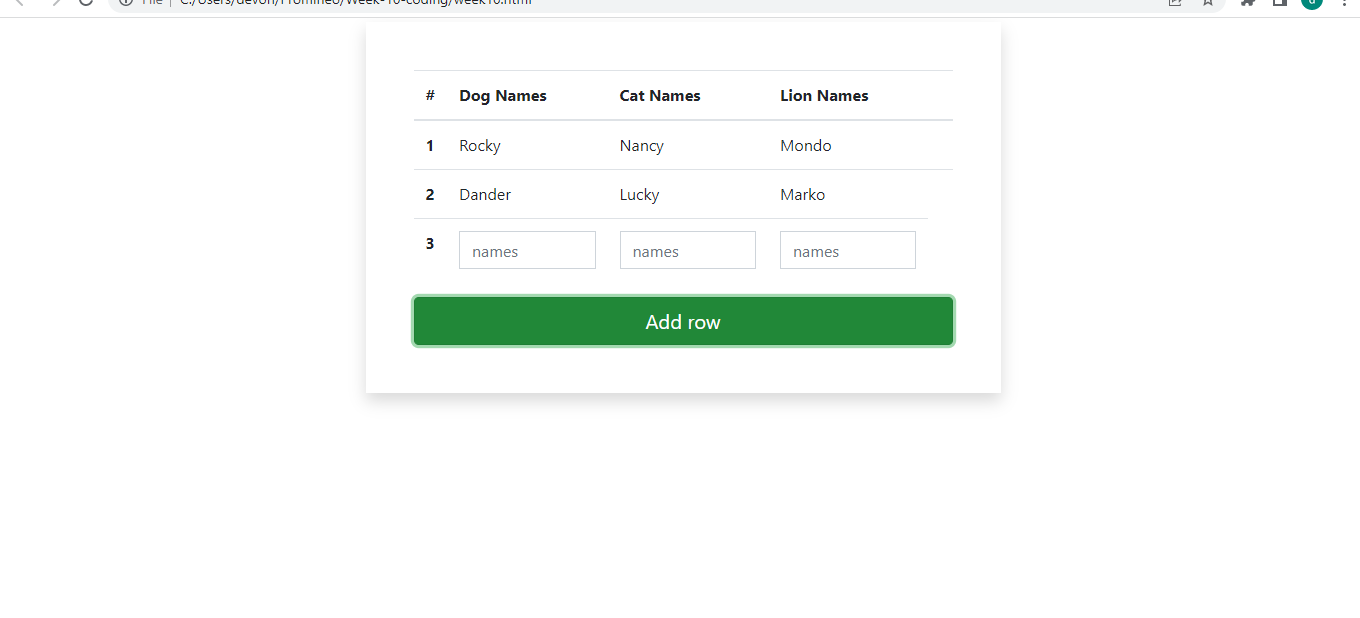 File | C:/Users/devon/Promineo/Week-10-coding/week10.html
# Dog Names Cat Names Lion Names
1 Rocky Nancy Mondo
2 Dander Lucky Marko
3 names names names
Add row